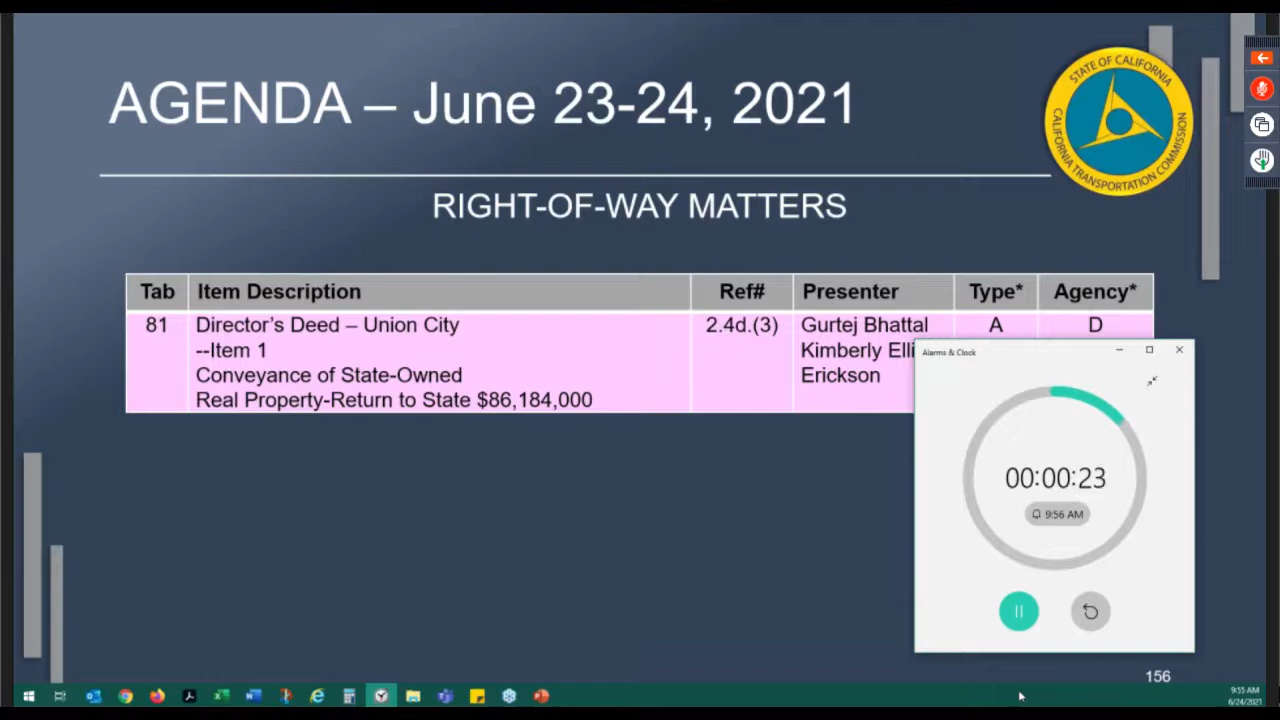 AGENDA – June 23-24, 2021
STATE OF CALIFORNIA
CALIFORNIA TRANSPORTATION COMMISSION
RIGHT-OF-WAY MATTERS
Tab Item Description Ref# Presenter Type* Agency*
81 Director's Deed – Union City 2.4d.(3) Gurtej Bhattal A D
--Item 1 Kimberly Elli
Conveyance of State-Owned Erickson
Real Property-Return to State $86,184,000
Alarms & Clock
00:00:23
9:56 AM
156
9:55 AM
6/24/2021